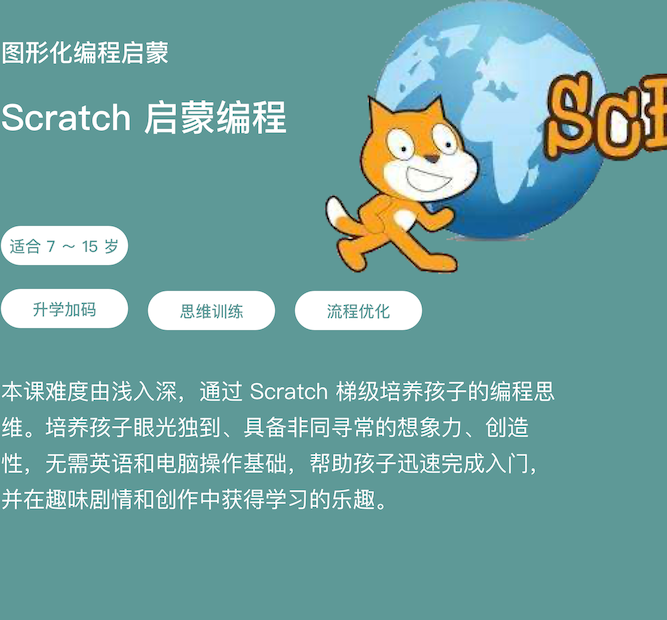 图形化编程启蒙
Scratch 启蒙编程
SCR
适合 7 ～ 15 岁
升学加码
思维训练
流程优化
本课难度由浅入深，通过 Scratch 梯级培养孩子的编程思
维。培养孩子眼光独到、具备非同寻常的想象力、创造
性，无需英语和电脑操作基础，帮助孩子迅速完成入门，
并在趣味剧情和创作中获得学习的乐趣。